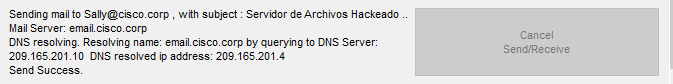 Sending mail to Sally@cisco.corp , with subject : Servidor de Archivos Hackeado ..
Mail Server: email.cisco.corp
DNS resolving. Resolving name: email.cisco.corp by querying to DNS Server:
209.165.201.10  DNS resolved ip address: 209.165.201.4
Send Success.
Cancel
Send/Receive